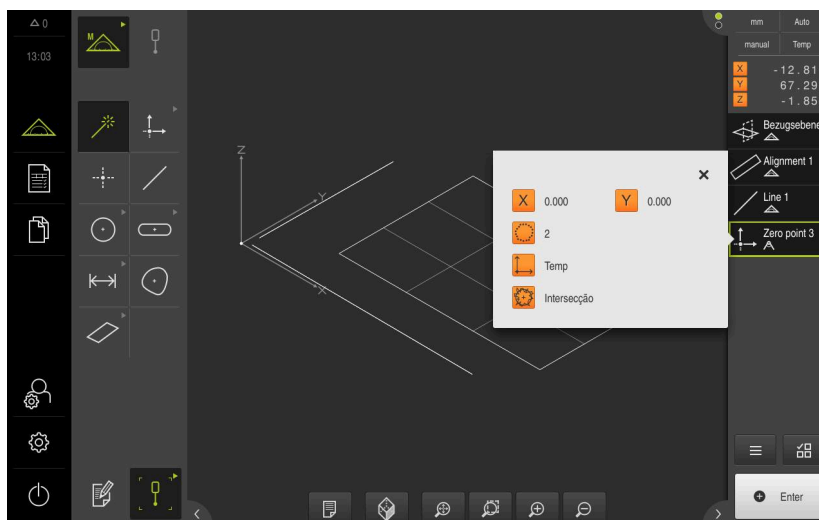 0
13:03
M
Z
Y
X
X 0.000 Y 0.000
2
Temp
Intersecção
mm Auto
manual Temp
X -12.81
Y 67.29
Z -1.85
Bezugsebene
Alignment 1
Line 1
Zero point 3
Enter